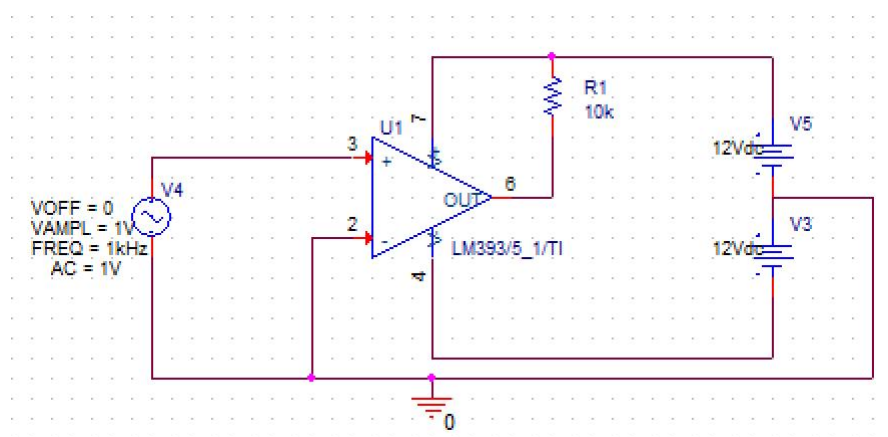 U1
7
3
+
2
-
OUT
6
4
LM393/5_1/TI
R1
10k
V5
12Vdc
V3
12Vdc
V4
VOFF = 0
VAMPL = 1V
FREQ = 1kHz
AC = 1V
0